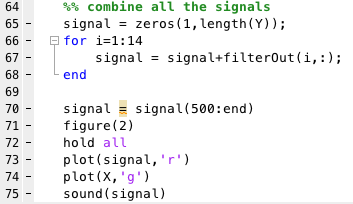 64 %% combine all the signals
65 - signal = zeros(1,length(Y));
66 - for i=1:14
67 - signal = signal+filterOut(i,:);
68 - end
69
70 - signal = signal(500:end)
71 - figure(2)
72 - hold all
73 - plot(signal,'r')
74 - plot(X,'g')
75 - sound(signal)